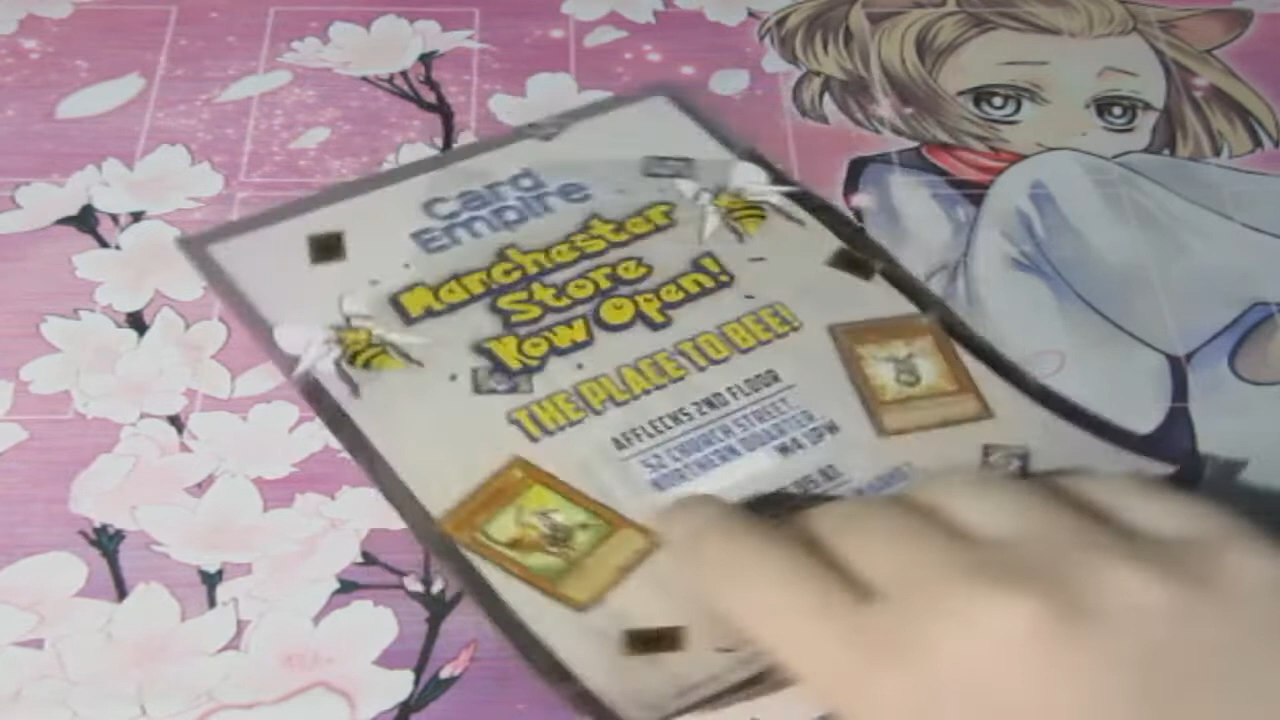 Card
Empire
Manchester
Store
Now Open!
THE PLACE TO BEE!
AFFLECKS 2ND FLOOR
52 CHURCH STREET,
NORTHERN QUARTER,
M4 1PW